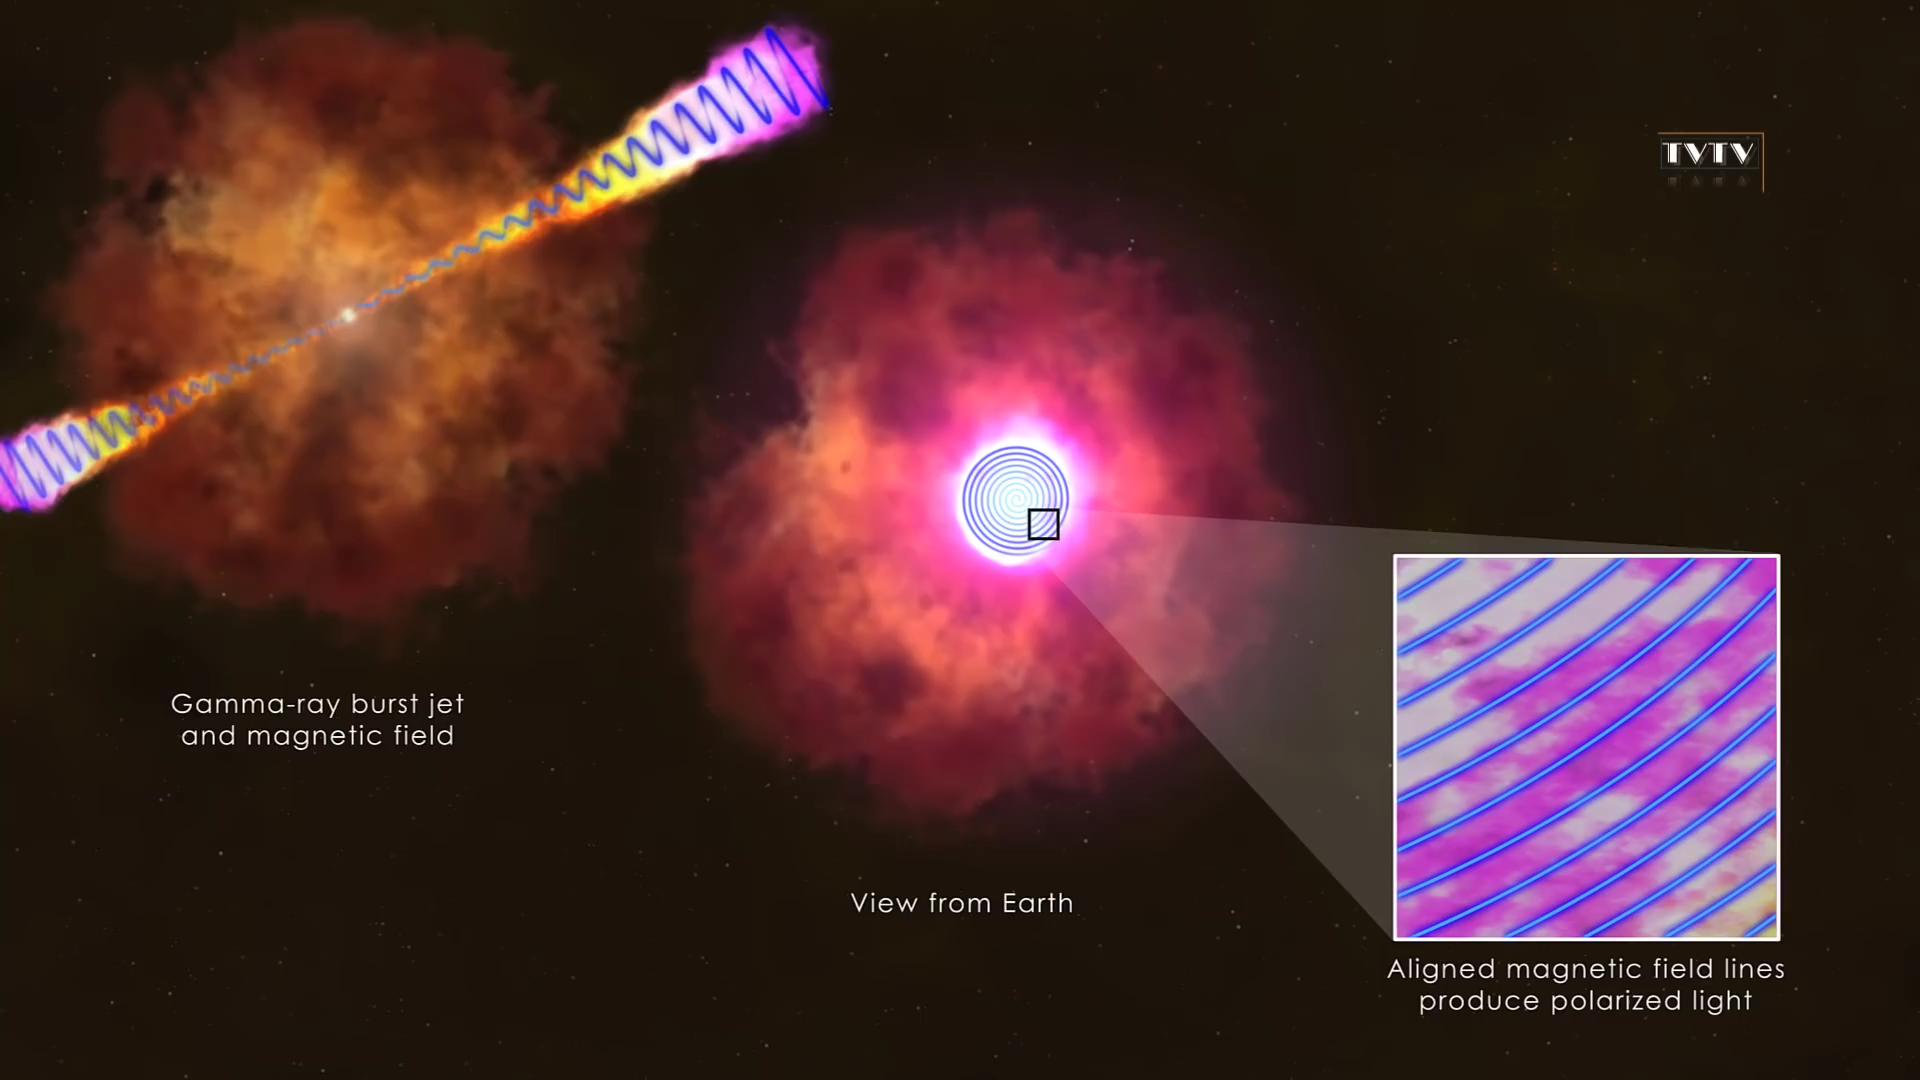 TVTV
Gamma-ray burst jet
and magnetic field
View from Earth
Aligned magnetic field lines
produce polarized light